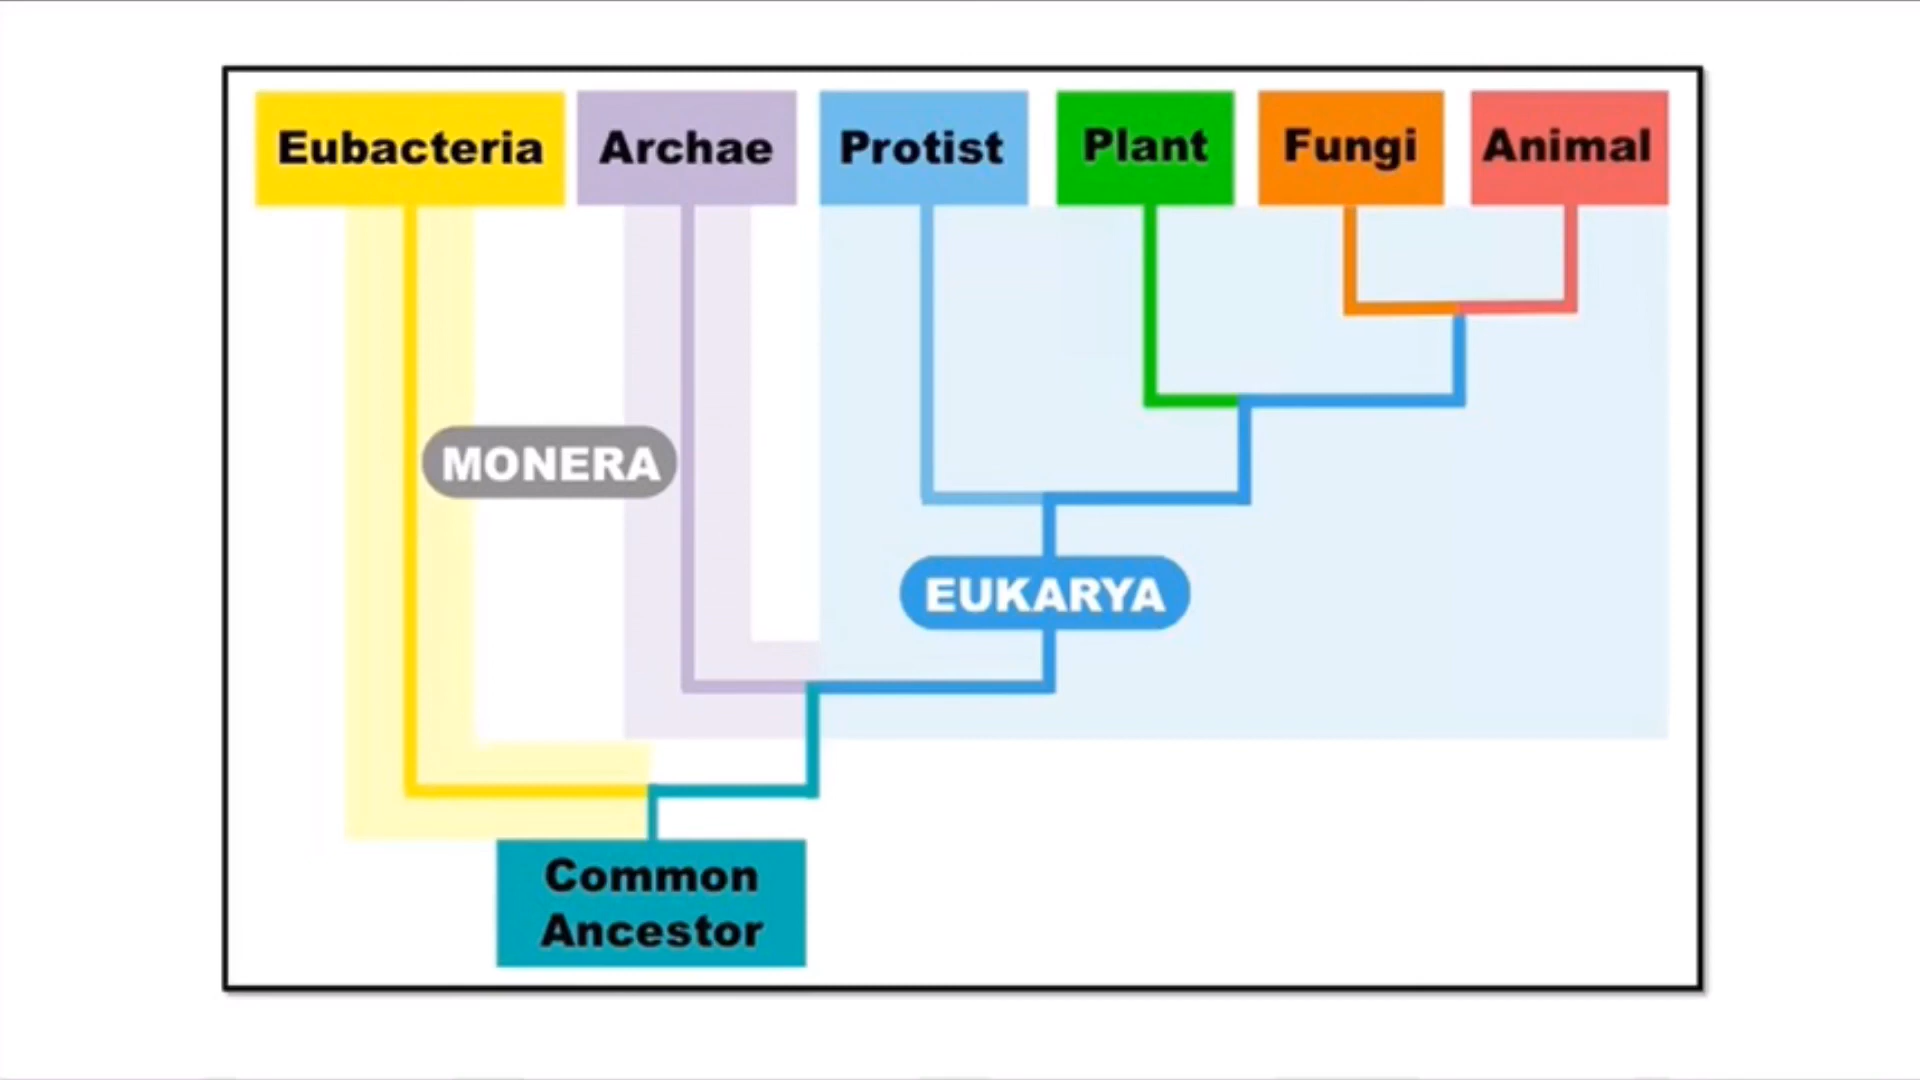 Eubacteria
Archae
Protist
Plant
Fungi
Animal
MONERA
EUKARYA
Common
Ancestor